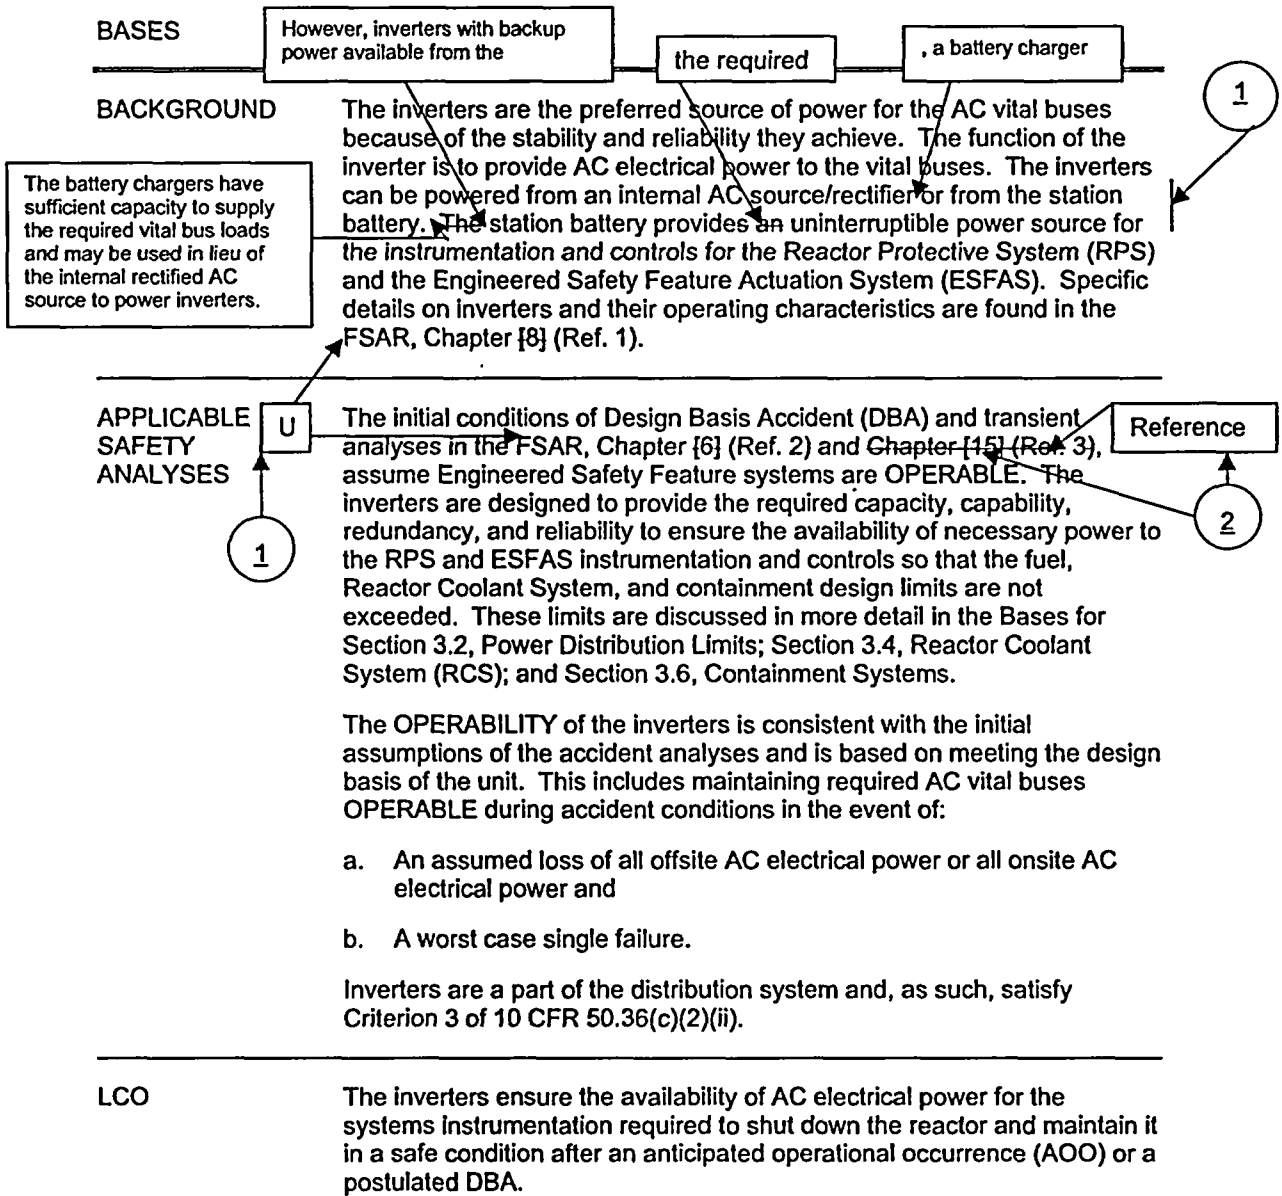 BASES
However, inverters with backup
power available from the
the required
, a battery charger
1
BACKGROUND
The inverters are the preferred source of power for the AC vital buses
because of the stability and reliability they achieve. The function of the
inverter is to provide AC electrical power to the vital buses. The inverters
can be powered from an internal AC source/rectifier or from the station
battery. The station battery provides an uninterruptible power source for
the instrumentation and controls for the Reactor Protective System (RPS)
and the Engineered Safety Feature Actuation System (ESFAS). Specific
details on inverters and their operating characteristics are found in the
FSAR, Chapter [8] (Ref. 1).
The battery chargers have
sufficient capacity to supply
the required vital bus loads
and may be used in lieu of
the internal rectified AC
source to power inverters.
APPLICABLE
SAFETY
ANALYSES
U
1
The initial conditions of Design Basis Accident (DBA) and transient
analyses in the FSAR, Chapter [6] (Ref. 2) and Chapter [15] (Ref. 3),
assume Engineered Safety Feature systems are OPERABLE. The
inverters are designed to provide the required capacity, capability,
redundancy, and reliability to ensure the availability of necessary power to
the RPS and ESFAS instrumentation and controls so that the fuel,
Reactor Coolant System, and containment design limits are not
exceeded. These limits are discussed in more detail in the Bases for
Section 3.2, Power Distribution Limits; Section 3.4, Reactor Coolant
System (RCS); and Section 3.6, Containment Systems.
Reference
2
The OPERABILITY of the inverters is consistent with the initial
assumptions of the accident analyses and is based on meeting the design
basis of the unit. This includes maintaining required AC vital buses
OPERABLE during accident conditions in the event of:
a. An assumed loss of all offsite AC electrical power or all onsite AC
electrical power and
b. A worst case single failure.
Inverters are a part of the distribution system and, as such, satisfy
Criterion 3 of 10 CFR 50.36(c)(2)(ii).
LCO
The inverters ensure the availability of AC electrical power for the
systems instrumentation required to shut down the reactor and maintain it
in a safe condition after an anticipated operational occurrence (AOO) or a
postulated DBA.